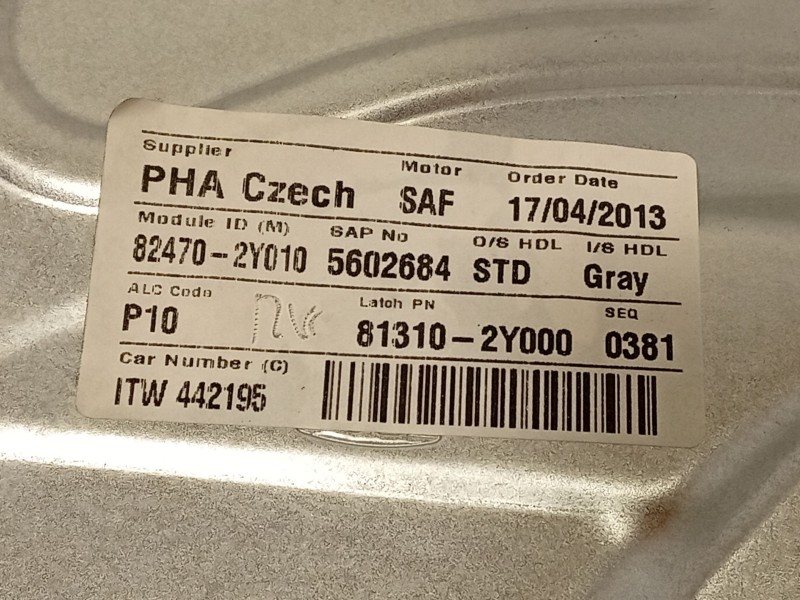 Supplier Motor Order Date
PHA Czech SAF 17/04/2013
Module ID (M) SAP No O/S HDL I/S HDL
82470-2Y010 5602684 STD Gray
ALC Code Latch PN SEQ
P10 81310-2Y000 0381
Car Number (C)
ITW 442195